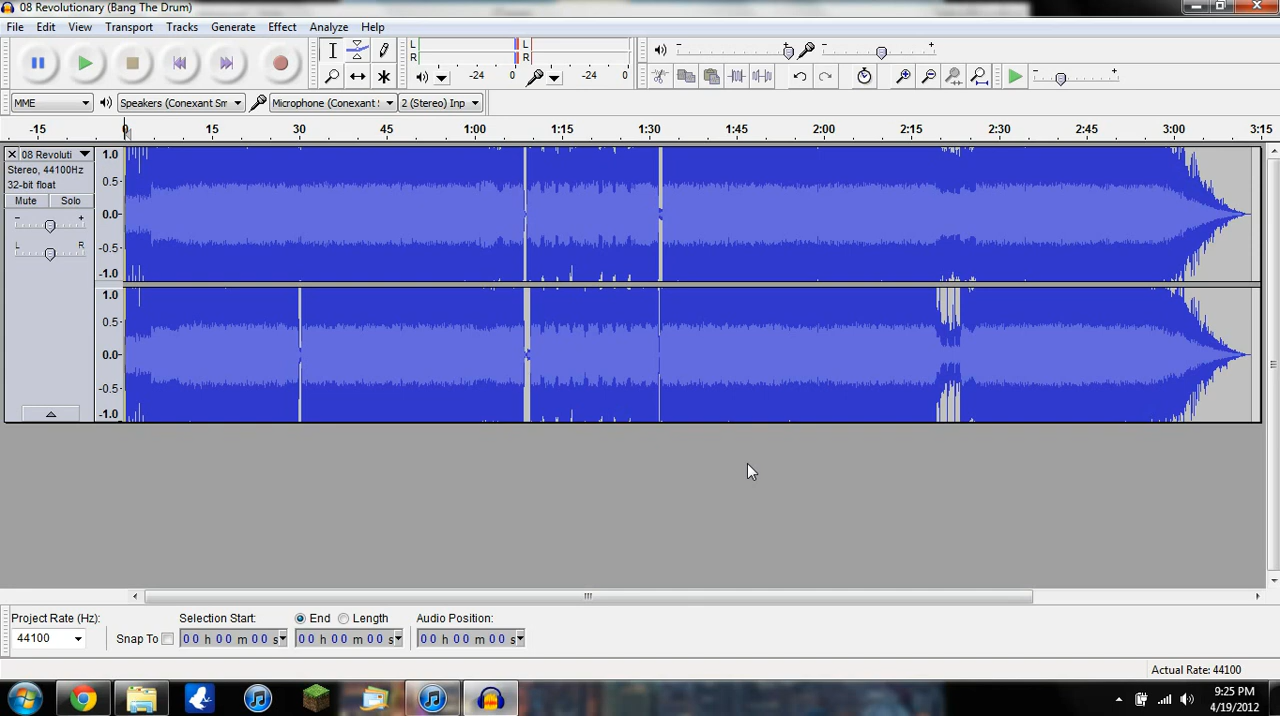 08 Revolutionary (Bang The Drum)
File Edit View Transport Tracks Generate Effect Analyze Help
L L
R R
-24 0 -24 0
MME Speakers (Conexant Sm Microphone (Conexant S 2 (Stereo) Inp
-15 0 15 30 45 1:00 1:15 1:30 1:45 2:00 2:15 2:30 2:45 3:00 3:15
08 Revoluti
Stereo, 44100Hz
32-bit float
Mute Solo
- +
L R
1.0
0.5
0.0-
-0.5
-1.0
1.0
0.5
0.0-
-0.5
-1.0
Project Rate (Hz): Selection Start: End Length Audio Position:
44100 Snap To 00 h 00 m 00 s 00 h 00 m 00 s 00 h 00 m 00 s
Actual Rate: 44100
9:25 PM
4/19/2012